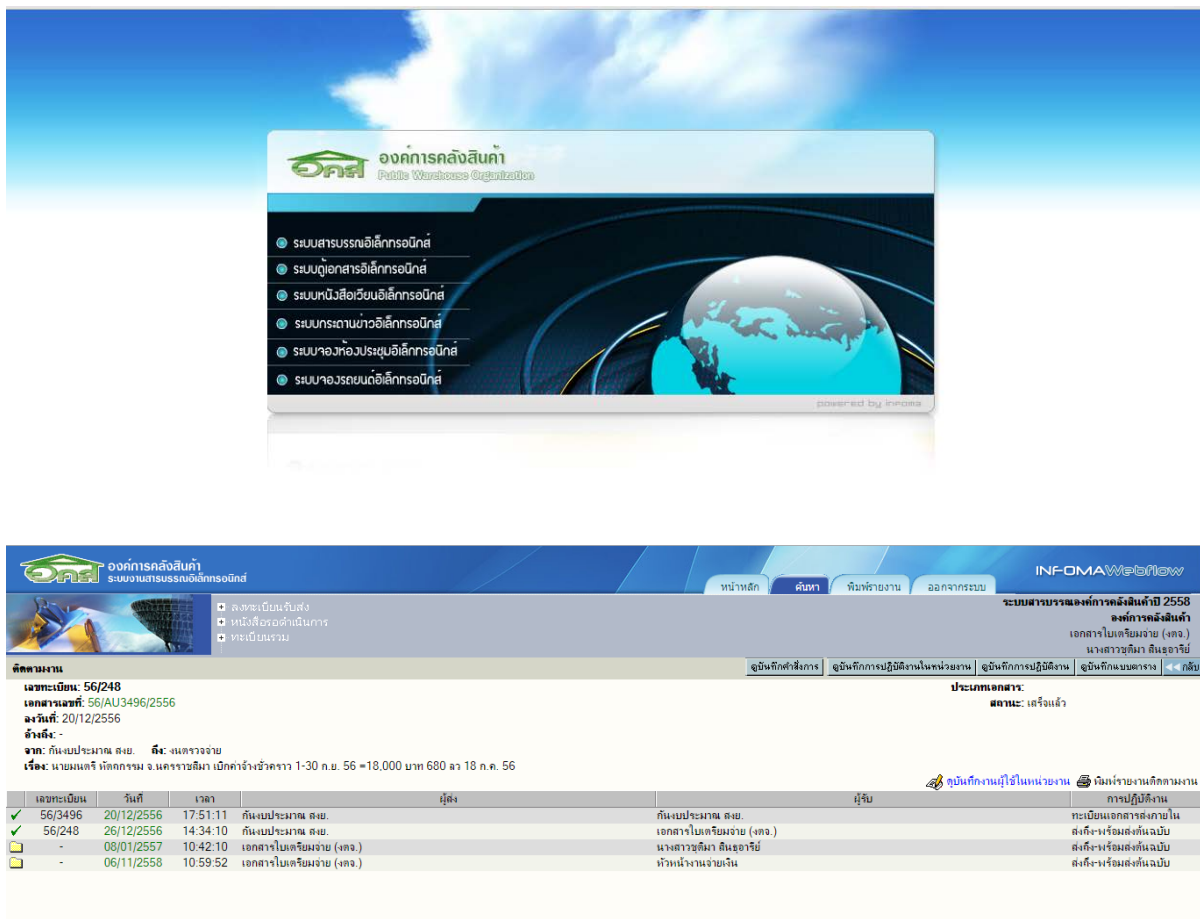 อคส องค์การคลังสินค้า
Public Warehouse Organization
ระบบสารบรรณอิเล็กทรอนิกส์
ระบบตู้เอกสารอิเล็กทรอนิกส์
ระบบหนังสือเวียนอิเล็กทรอนิกส์
ระบบกระดานข่าวอิเล็กทรอนิกส์
ระบบจองห้องประชุมอิเล็กทรอนิกส์
ระบบจองรถยนต์อิเล็กทรอนิกส์
powered by infoma
อคส องค์การคลังสินค้า
ระบบงานสารบรรณอิเล็กทรอนิกส์
INFOMAWebflow
หน้าหลัก ค้นหา พิมพ์รายงาน ออกจากระบบ
ลงทะเบียนรับส่ง
หนังสือรอดำเนินการ
ทะเบียนรวม
ระบบสารบรรณองค์การคลังสินค้าปี 2558
องค์การคลังสินค้า
เอกสารใบเตรียมจ่าย (งตจ.)
นางสาวชุติมา สินธุอารีย์
ติดตามงาน ดูบันทึกคำสั่งการ ดูบันทึกการปฏิบัติงานในหน่วยงาน ดูบันทึกการปฏิบัติงาน ดูบันทึกแบบตาราง << กลับ
เลขทะเบียน: 56/248 ประเภทเอกสาร:
เอกสารเลขที่: 56/AU3496/2556 สถานะ: เสร็จแล้ว
ลงวันที่: 20/12/2556
อ้างถึง: -
จาก: กันงบประมาณ สงย. ถึง: งนตรวจจ่าย
เรื่อง: นายมนตรี หัตถกรรม จ.นครราชสีมา เบิกค่าจ้างชั่วคราว 1-30 ก.ย. 56 =18,000 บาท 680 ลว 18 ก.ค. 56
ดูบันทึกงานผู้ใช้ในหน่วยงาน พิมพ์รายงานติดตามงาน
เลขทะเบียน วันที่ เวลา ผู้ส่ง ผู้รับ การปฏิบัติงาน
56/3496 20/12/2556 17:51:11 กันงบประมาณ สงย. กันงบประมาณ สงย. ทะเบียนเอกสารส่งภายใน
56/248 26/12/2556 14:34:10 กันงบประมาณ สงย. เอกสารใบเตรียมจ่าย (งตจ.) ส่งถึง-พร้อมส่งต้นฉบับ
- 08/01/2557 10:42:10 เอกสารใบเตรียมจ่าย (งตจ.) นางสาวชุติมา สินธุอารีย์ ส่งถึง-พร้อมส่งต้นฉบับ
- 06/11/2558 10:59:52 เอกสารใบเตรียมจ่าย (งตจ.) หัวหน้างานจ่ายเงิน ส่งถึง-พร้อมส่งต้นฉบับ